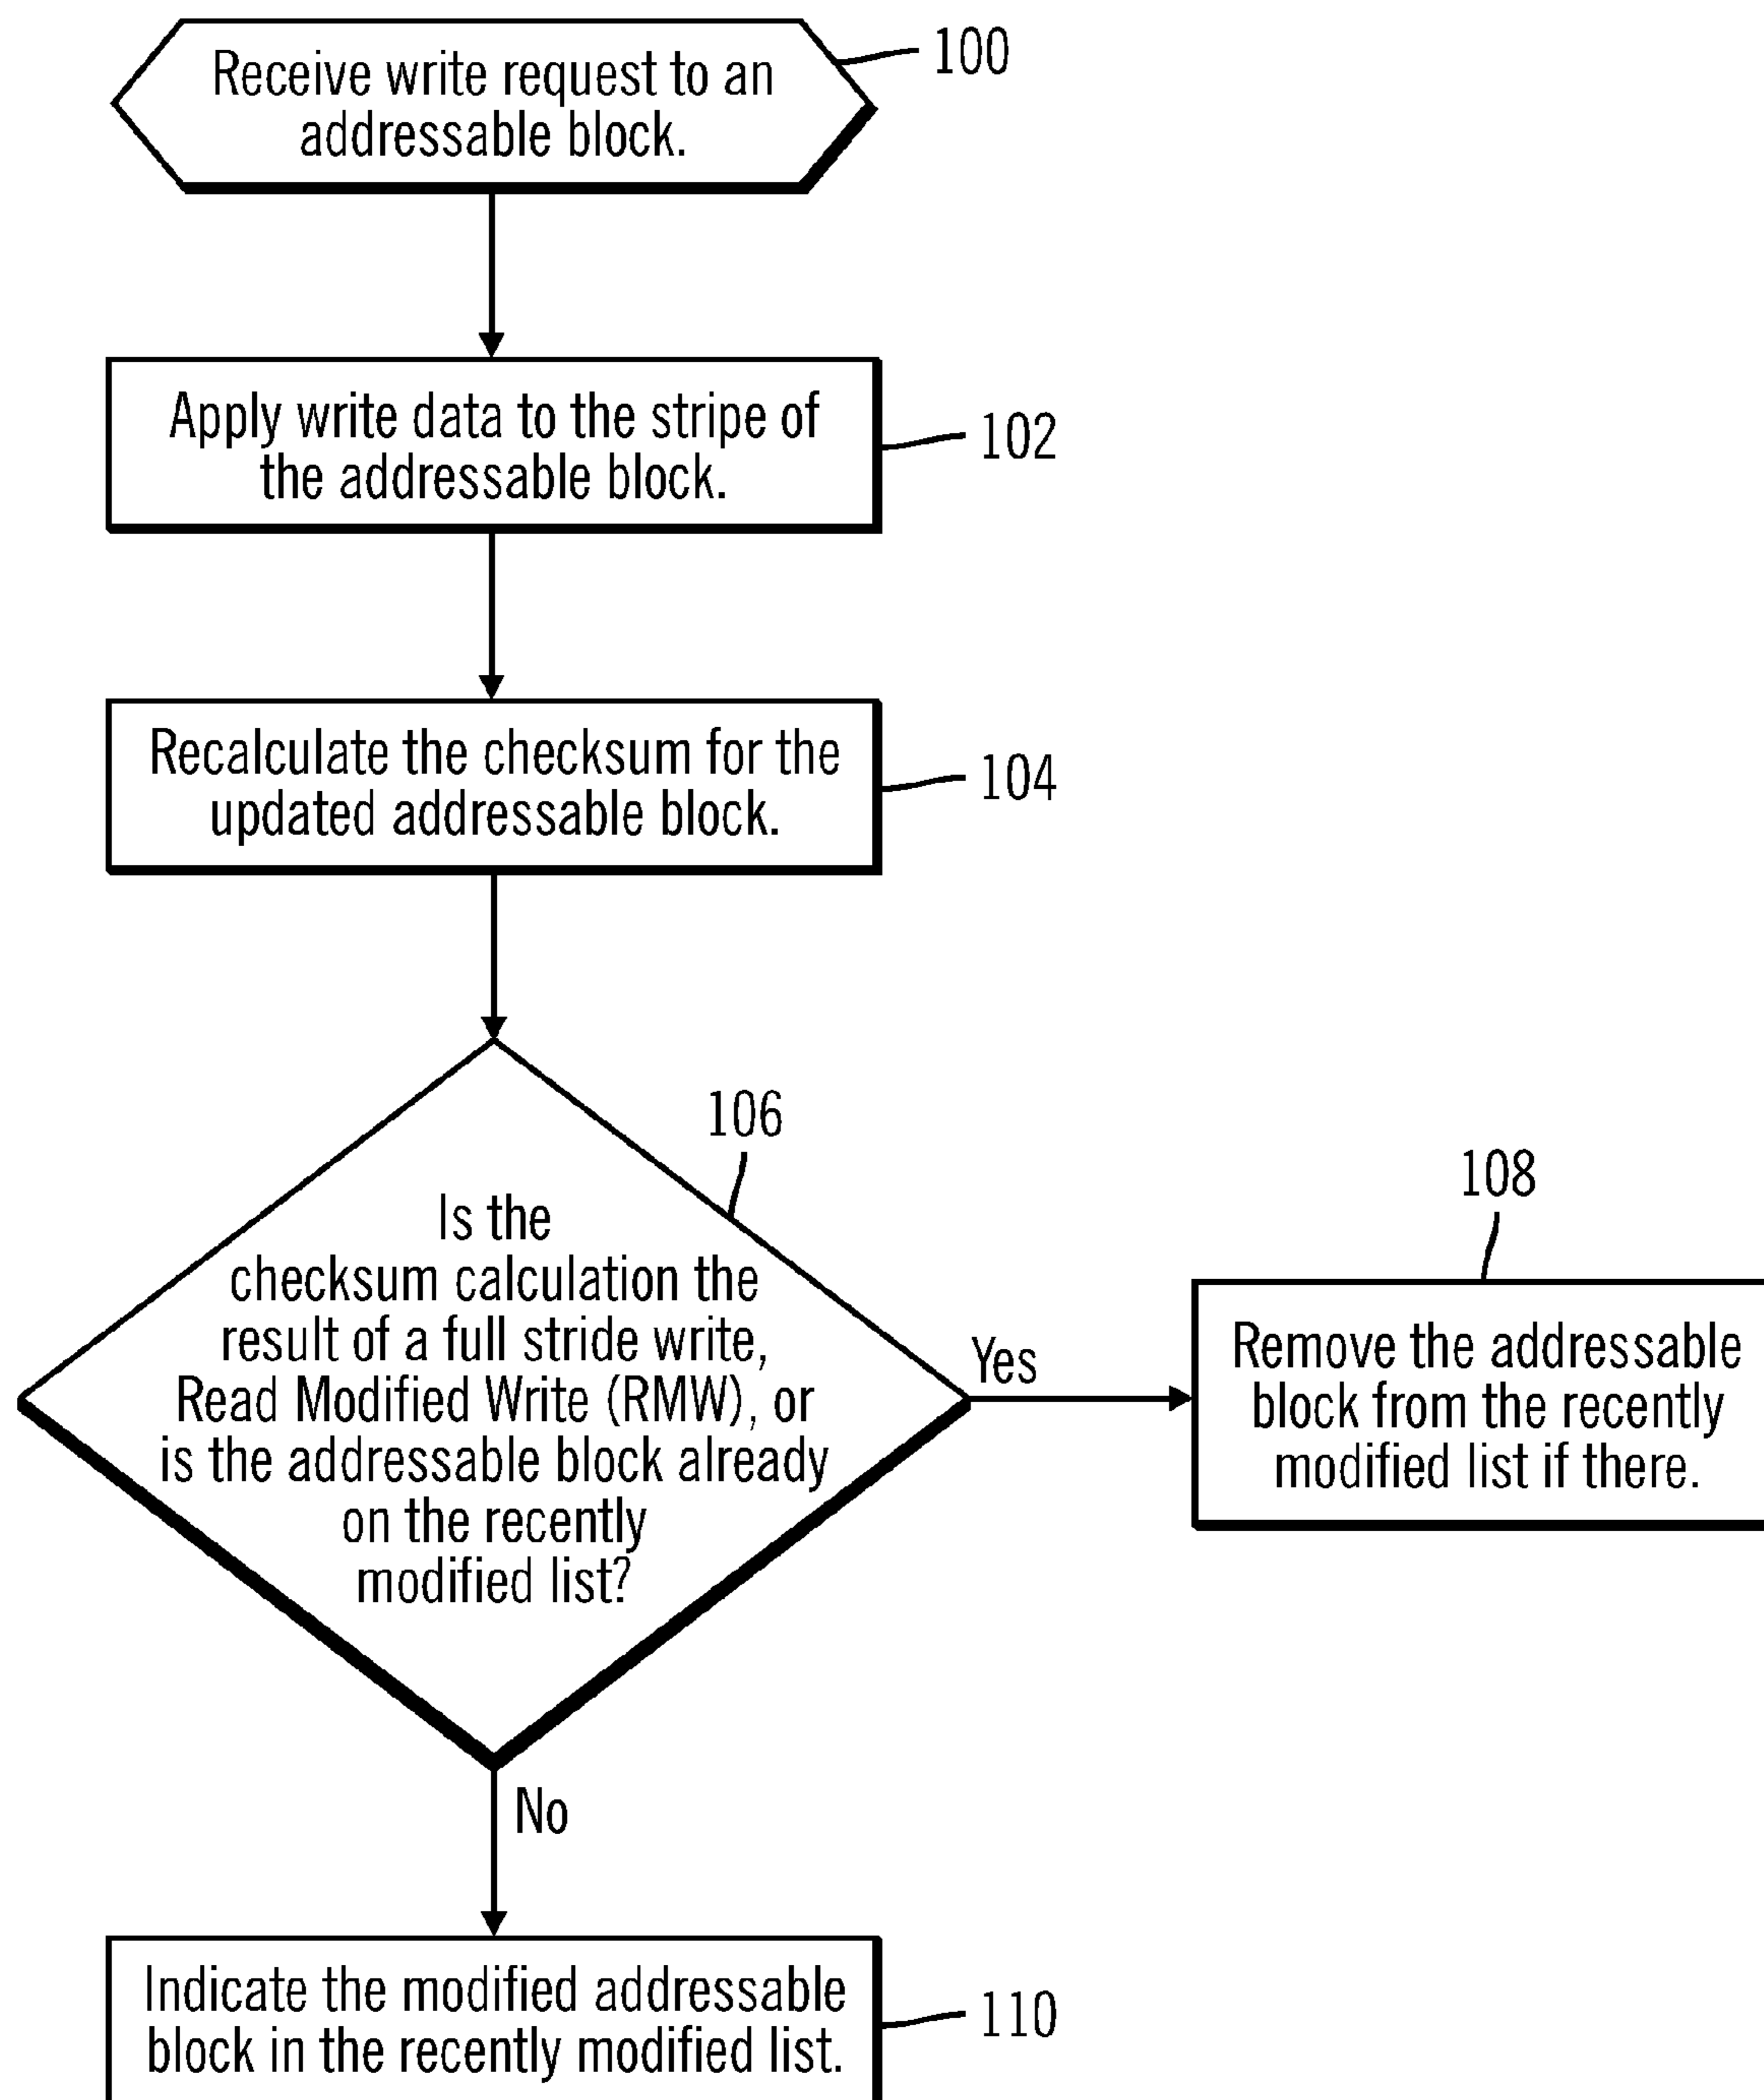 Receive write request to an
addressable block.
100
Apply write data to the stripe of
the addressable block.
102
Recalculate the checksum for the
updated addressable block.
104
106
Is the
checksum calculation the
result of a full stride write,
Read Modified Write (RMW), or
is the addressable block already
on the recently
modified list?
Yes
108
Remove the addressable
block from the recently
modified list if there.
No
Indicate the modified addressable
block in the recently modified list.
110